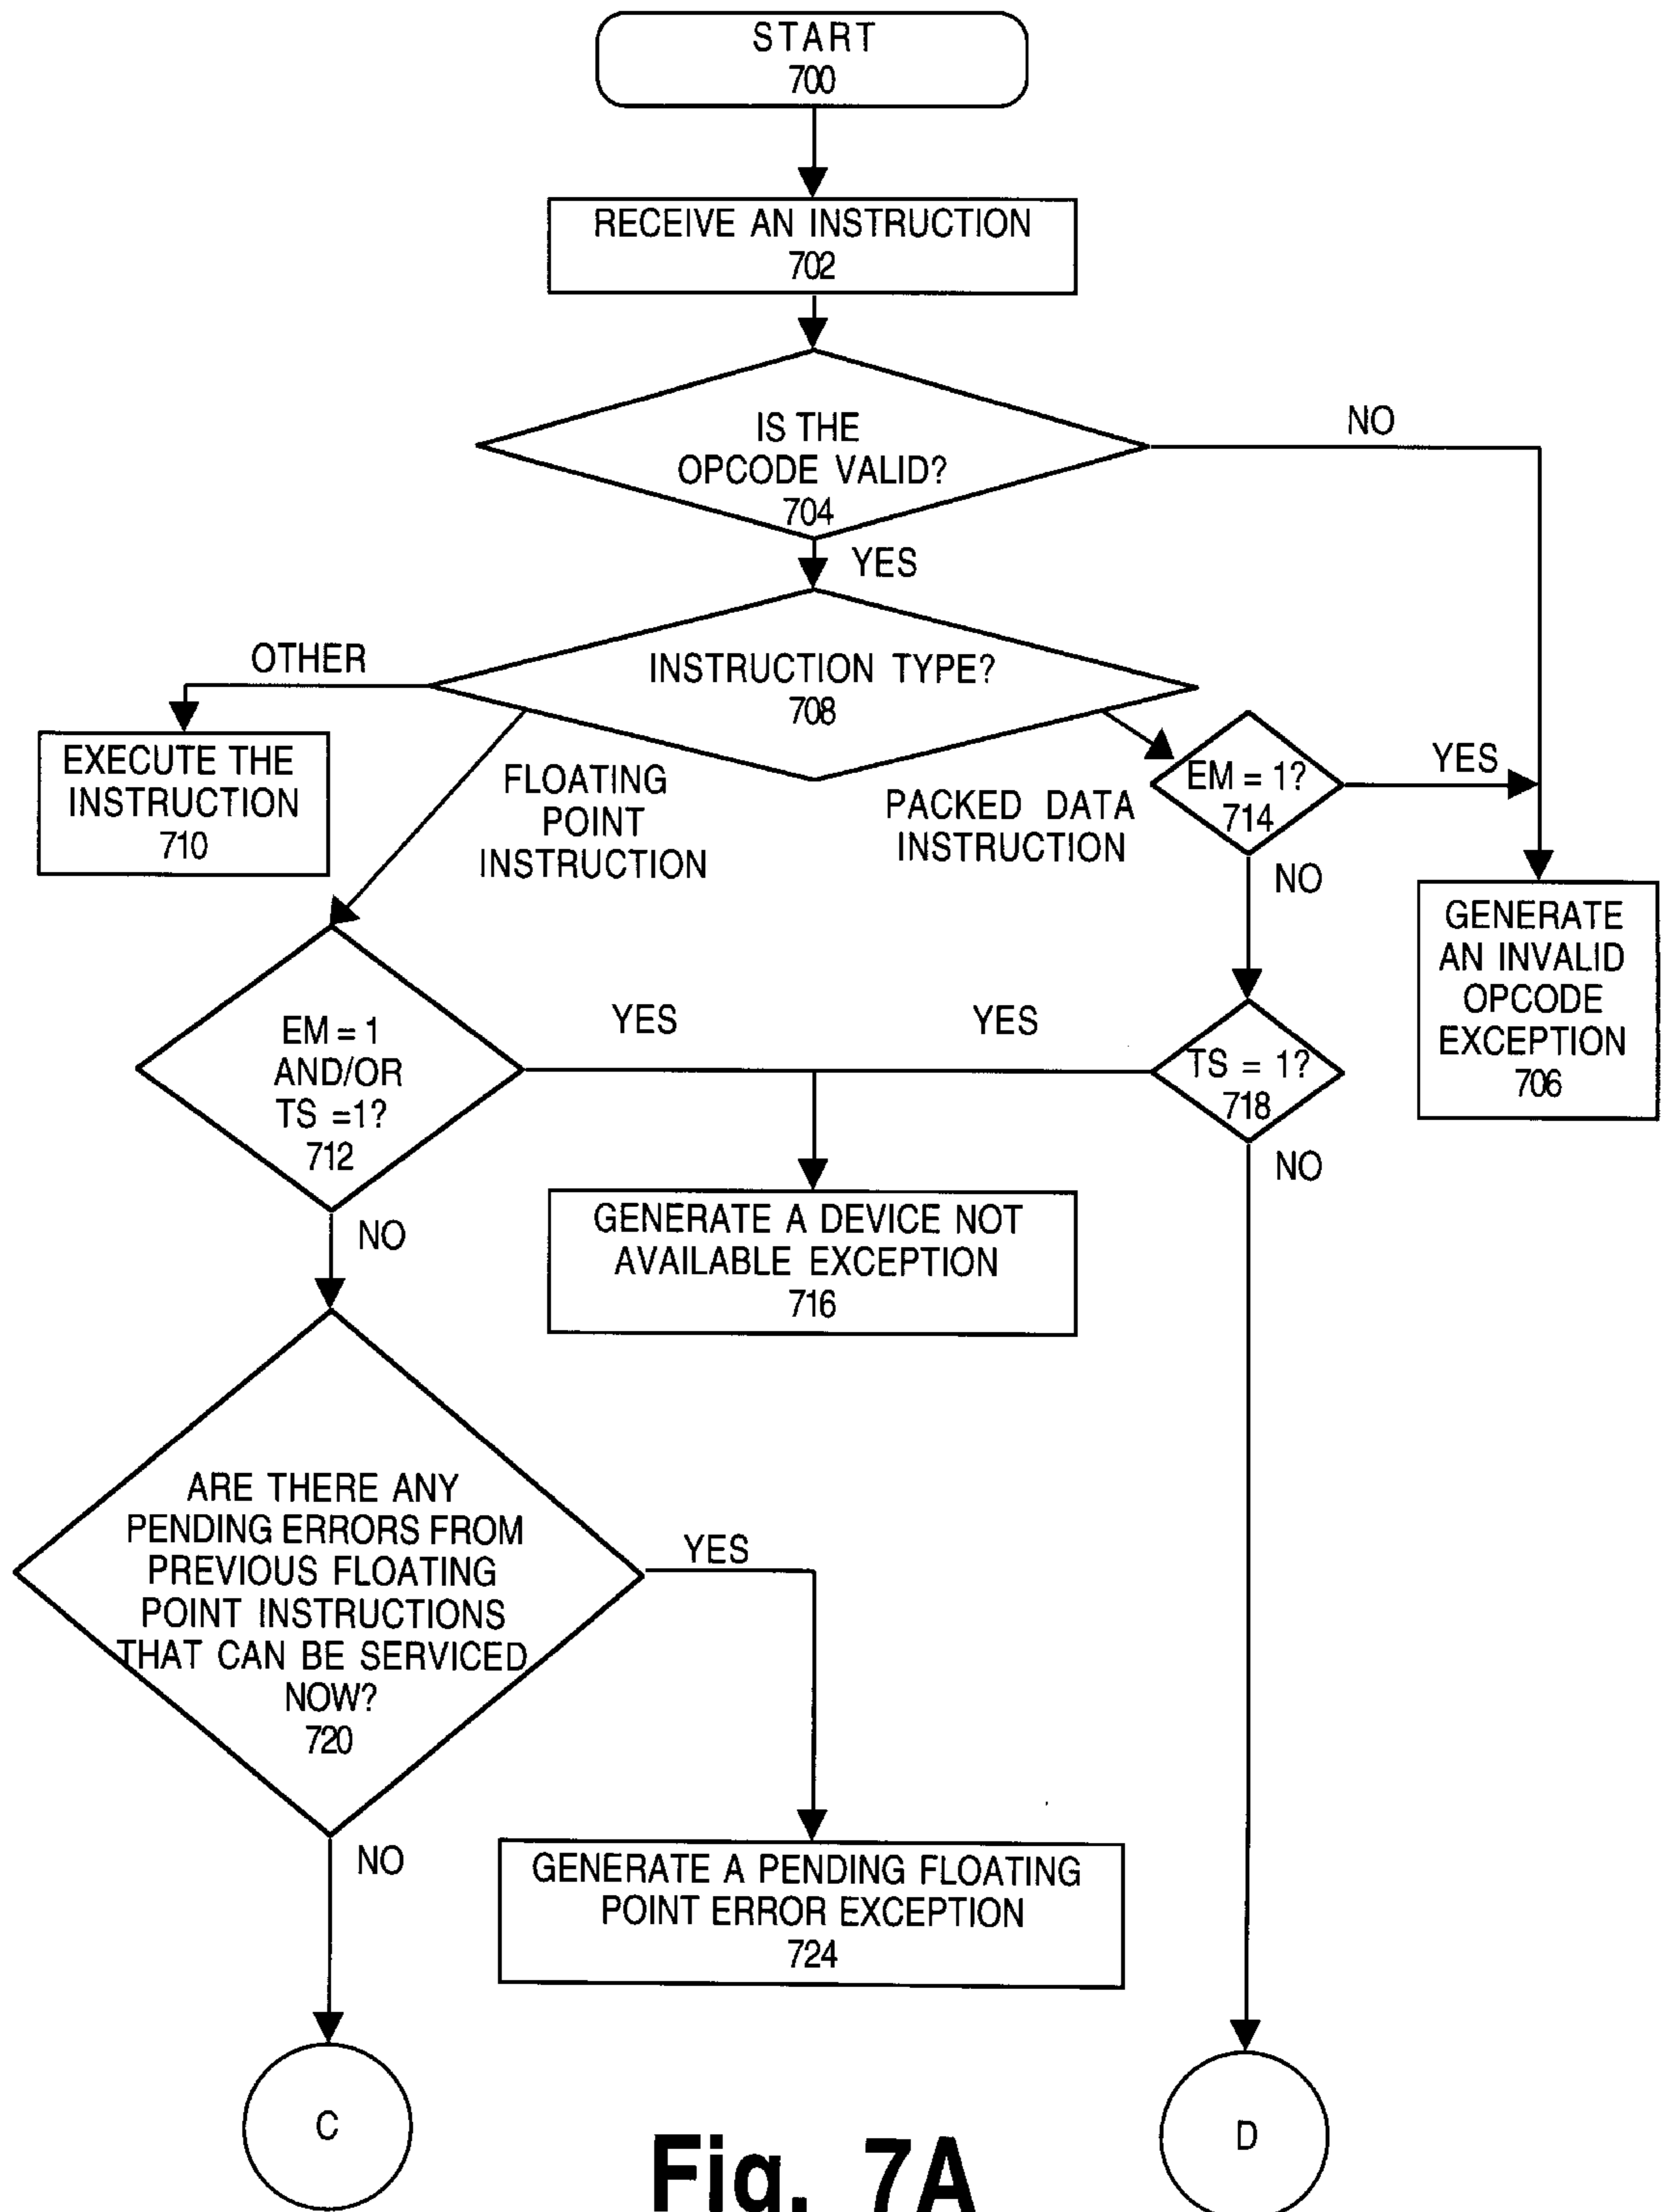 START
700
RECEIVE AN INSTRUCTION
702
IS THE
OPCODE VALID?
704
NO
YES
INSTRUCTION TYPE?
708
OTHER
EXECUTE THE
INSTRUCTION
710
FLOATING
POINT
INSTRUCTION
PACKED DATA
INSTRUCTION
EM = 1?
714
YES
NO
GENERATE
AN INVALID
OPCODE
EXCEPTION
706
EM = 1
AND/OR
TS =1?
712
YES
YES
TS = 1?
718
NO
NO
GENERATE A DEVICE NOT
AVAILABLE EXCEPTION
716
ARE THERE ANY
PENDING ERRORS FROM
PREVIOUS FLOATING
POINT INSTRUCTIONS
THAT CAN BE SERVICED
NOW?
720
YES
NO
GENERATE A PENDING FLOATING
POINT ERROR EXCEPTION
724
C
D
Fig. 7A